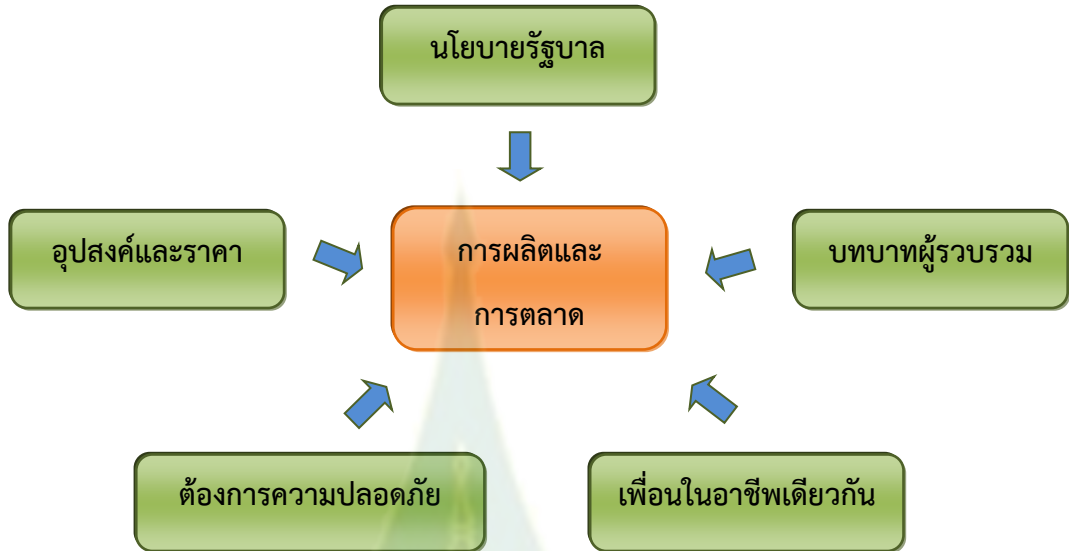 นโยบายรัฐบาล
อุปสงค์และราคา
การผลิตและ
การตลาด
บทบาทผู้รวบรวม
ต้องการความปลอดภัย
เพื่อนในอาชีพเดียวกัน